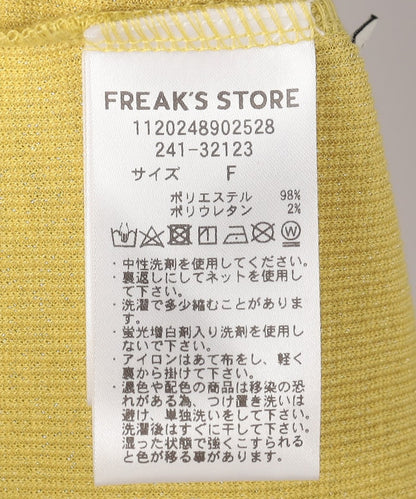 FREAK'S STORE
1120248902528
241-32123
サイズ F
ポリエステル 98%
ポリウレタン 2%
・中性洗剤を使用してください。
・裏返しにしてネットを使用し
て下さい。
・洗濯で多少縮むことがありま
す。
・蛍光増白剤入り洗剤を使用し
ないで下さい。
・アイロンはあて布をし、軽く
裏から掛けて下さい。
・濃色や配色の商品は移染の恐
れがある為、つけ置き洗いは
避け、単独洗いをして下さい。
洗濯後はすぐに干して下さい。
湿った状態で強くこすられる
と色が移る事があります。